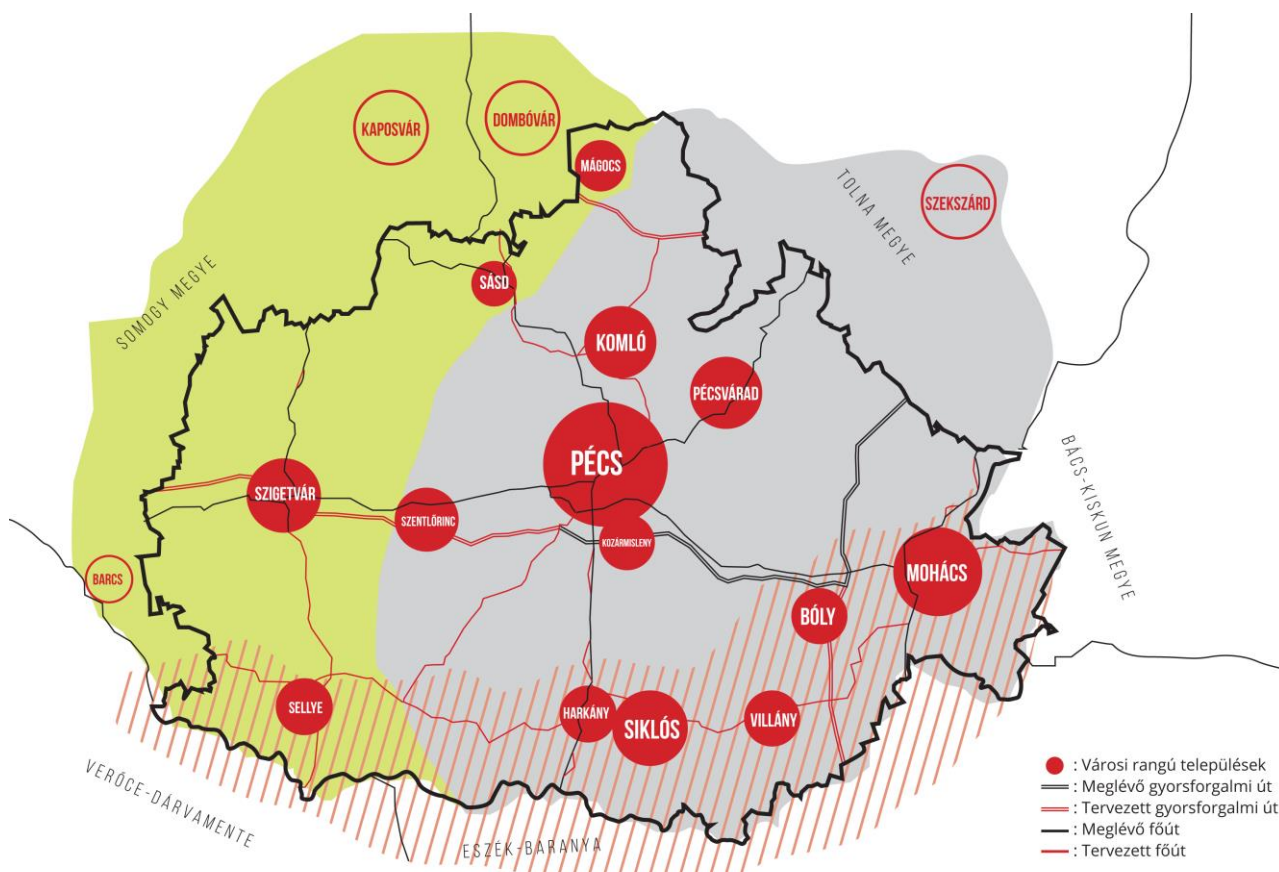 KAPOSVÁR
DOMBÓVÁR
MÁGOCS
TOLNA MEGYE
SZEKSZÁRD
SOMOGY MEGYE
SÁSD
KOMLÓ
PÉCSVÁRAD
PÉCS
BÁCS-KISKUN MEGYE
SZIGETVÁR
SZENTLŐRINC
KOZÁRMISLENY
BARCS
MOHÁCS
BÓLY
SELLYE
HARKÁNY
SIKLÓS
VILLÁNY
VERŐCE-DÁRVAMENTE
ESZÉK-BARANYA
: Városi rangú települések
: Meglévő gyorsforgalmi út
: Tervezett gyorsforgalmi út
: Meglévő főút
: Tervezett főút